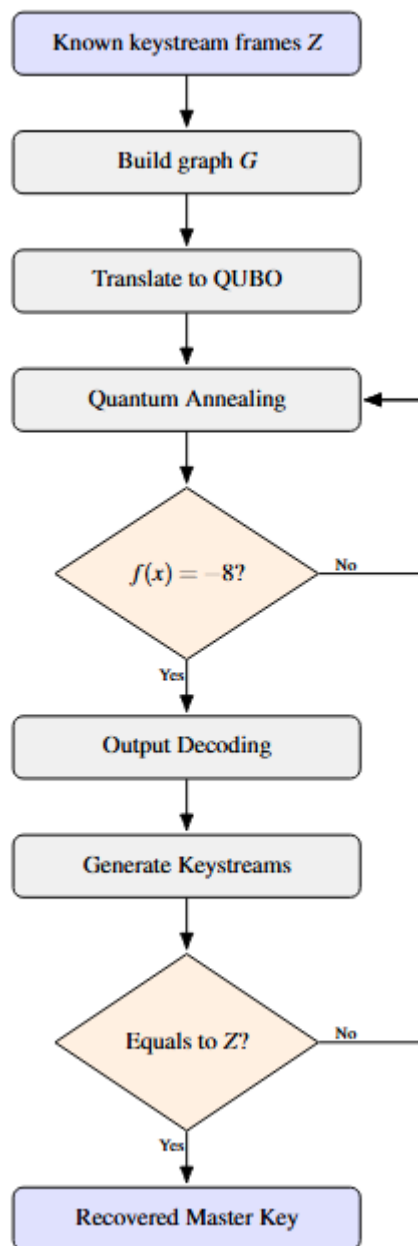 Known keystream frames Z
Build graph G
Translate to QUBO
Quantum Annealing
f(x) = −8?
No
Yes
Output Decoding
Generate Keystreams
Equals to Z?
No
Yes
Recovered Master Key